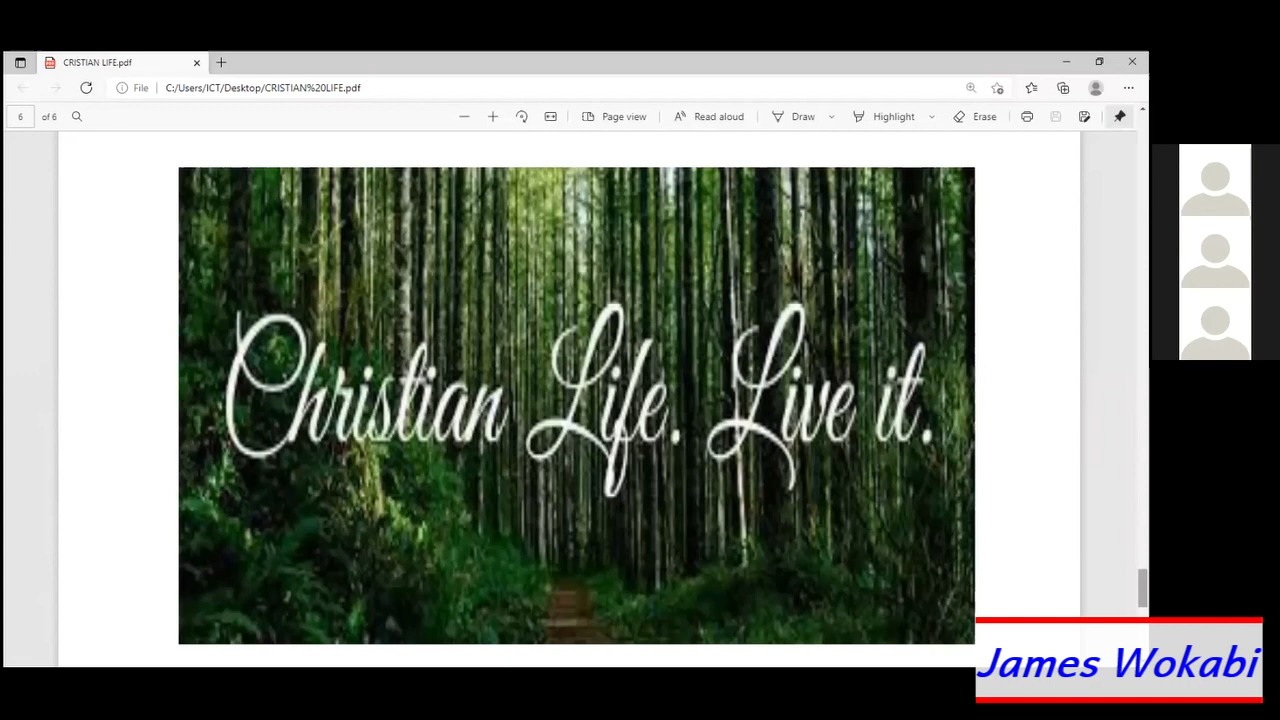 CRISTIAN LIFE.pdf
File C:/Users/ICT/Desktop/CRISTIAN%20LIFE.pdf
6 of 6 Page view Read aloud Draw Highlight Erase
Christian Life. Live it.
James Wokabi